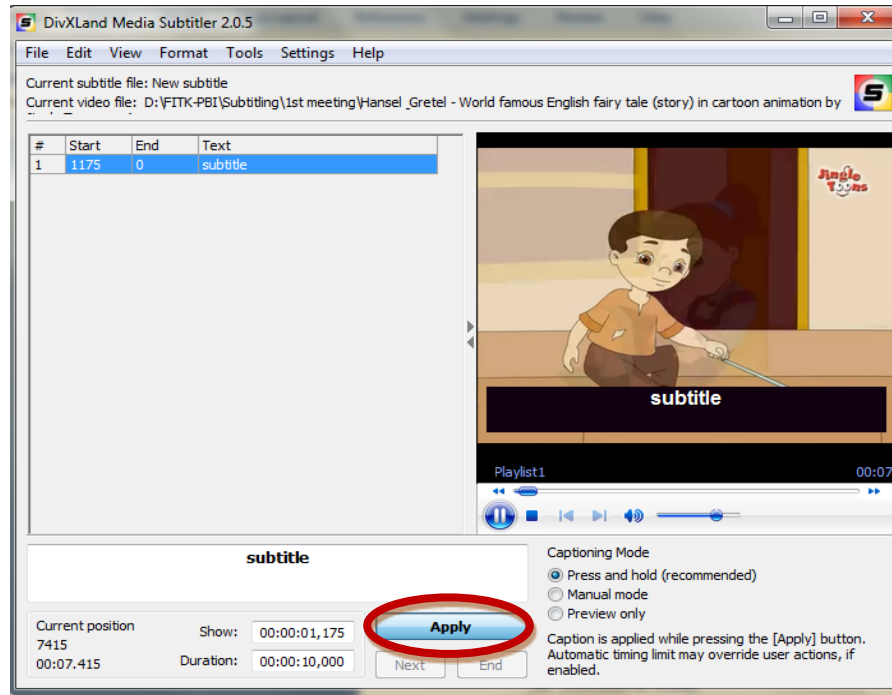 DivXLand Media Subtitler 2.0.5
File Edit View Format Tools Settings Help
Current subtitle file: New subtitle
Current video file: D:\FITK-PBI\Subtitling\1st meeting\Hansel _Gretel - World famous English fairy tale (story) in cartoon animation by
# Start End Text
1 1175 0 subtitle
Jingle
Toons
subtitle
Playlist1 00:07
subtitle
Captioning Mode
Press and hold (recommended)
Manual mode
Preview only
Caption is applied while pressing the [Apply] button.
Automatic timing limit may override user actions, if
enabled.
Current position
7415
00:07.415
Show: 00:00:01,175
Duration: 00:00:10,000
Apply
Next End